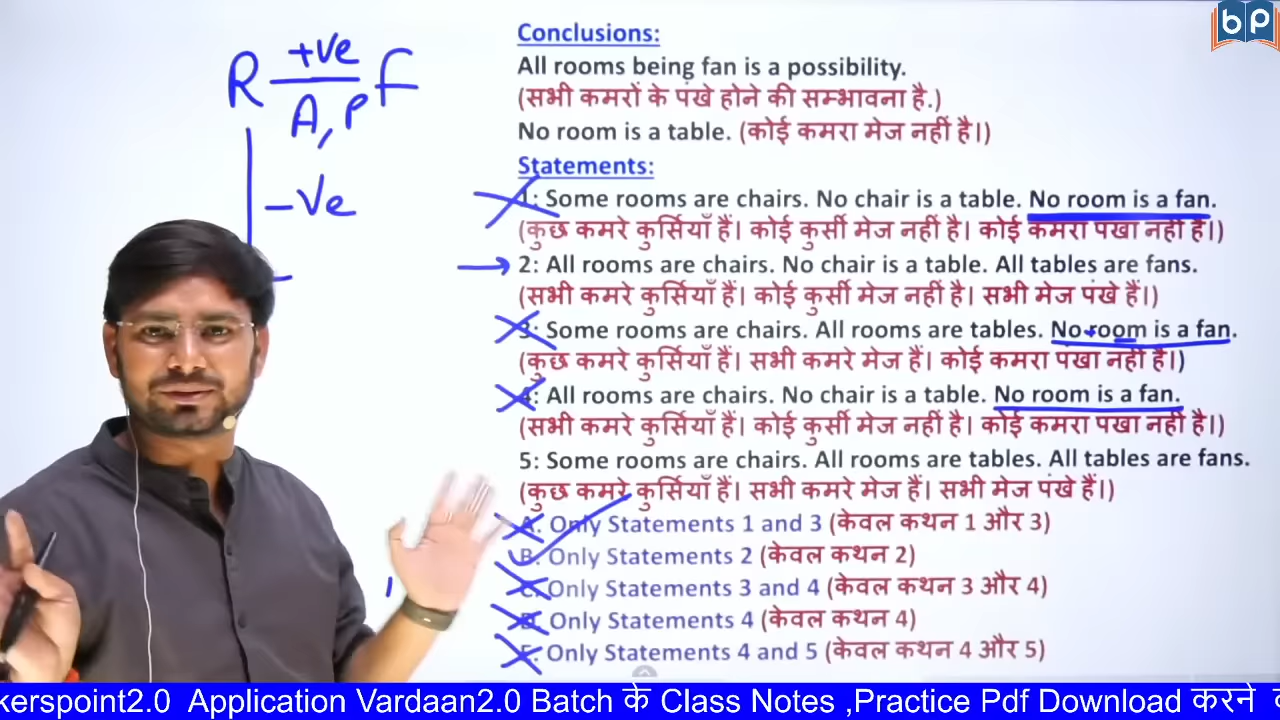 bp
R +ve F
A, P
-ve
Conclusions:
All rooms being fan is a possibility.
(सभी कमरों के पंखे होने की सम्भावना है.)
No room is a table. (कोई कमरा मेज नहीं है।)
Statements:
1: Some rooms are chairs. No chair is a table. No room is a fan.
(कुछ कमरे कुर्सियाँ हैं। कोई कुर्सी मेज नहीं है। कोई कमरा पंखा नहीं है।)
2: All rooms are chairs. No chair is a table. All tables are fans.
(सभी कमरे कुर्सियाँ हैं। कोई कुर्सी मेज नहीं है। सभी मेज पंखे हैं।)
3: Some rooms are chairs. All rooms are tables. No room is a fan.
(कुछ कमरे कुर्सियाँ हैं। सभी कमरे मेज हैं। कोई कमरा पंखा नहीं है।)
4: All rooms are chairs. No chair is a table. No room is a fan.
(सभी कमरे कुर्सियाँ हैं। कोई कुर्सी मेज नहीं है। कोई कमरा पंखा नहीं है।)
5: Some rooms are chairs. All rooms are tables. All tables are fans.
(कुछ कमरे कुर्सियाँ हैं। सभी कमरे मेज हैं। सभी मेज पंखे हैं।)
A. Only Statements 1 and 3 (केवल कथन 1 और 3)
B. Only Statements 2 (केवल कथन 2)
C. Only Statements 3 and 4 (केवल कथन 3 और 4)
D. Only Statements 4 (केवल कथन 4)
E. Only Statements 4 and 5 (केवल कथन 4 और 5)
kerspoint2.0 Application Vardaan2.0 Batch के Class Notes ,Practice Pdf Download करने